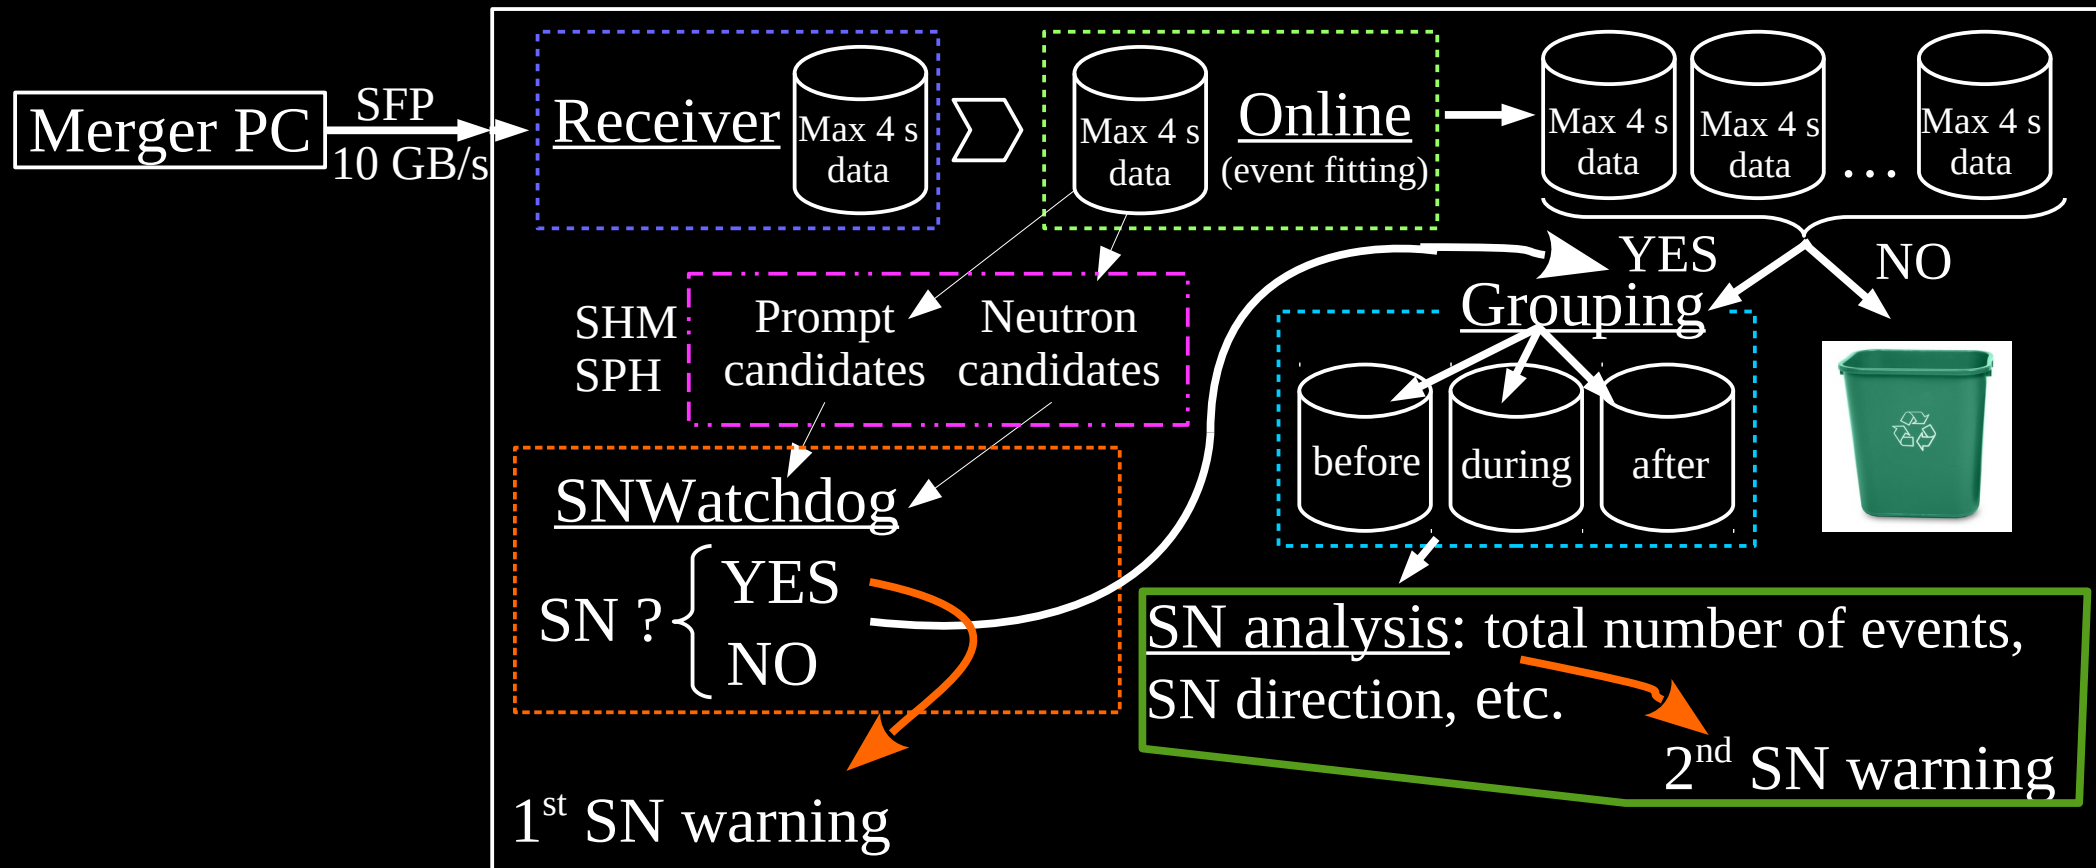 Merger PC
SFP
10 GB/s
Receiver
Max 4 s
data
Max 4 s
data
Online
(event fitting)
Max 4 s
data
Max 4 s
data
...
Max 4 s
data
YES
NO
Grouping
SHM
SPH
Prompt
candidates
Neutron
candidates
before
during
after
SNWatchdog
SN ?
YES
NO
SN analysis: total number of events,
SN direction, etc.
2nd SN warning
1st SN warning